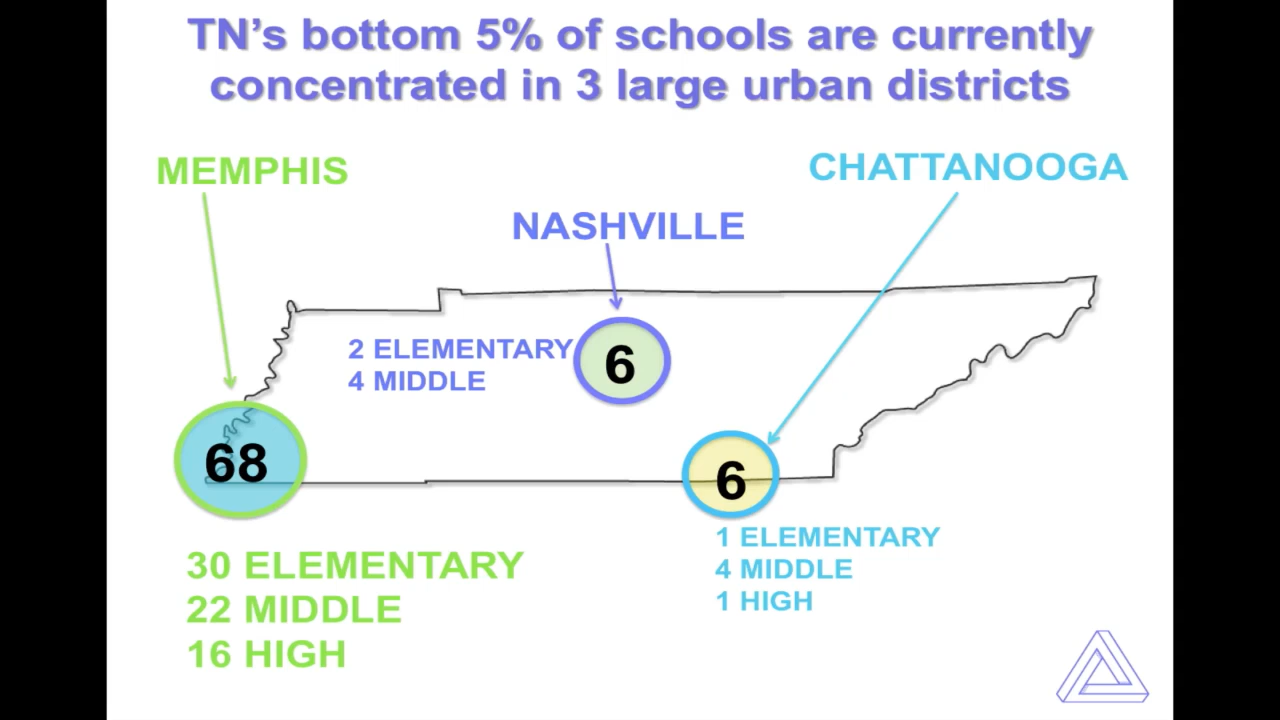 TN's bottom 5% of schools are currently
concentrated in 3 large urban districts
MEMPHIS
CHATTANOOGA
NASHVILLE
2 ELEMENTARY
4 MIDDLE
6
68
6
30 ELEMENTARY
22 MIDDLE
16 HIGH
1 ELEMENTARY
4 MIDDLE
1 HIGH